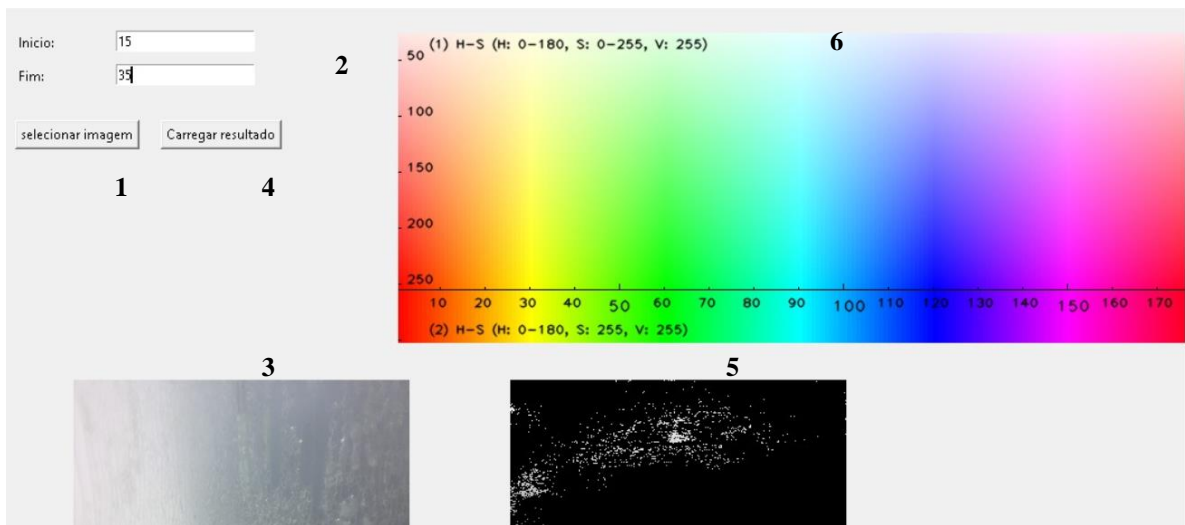 Inicio:
15
Fim:
35
2
selecionar imagem
Carregar resultado
1
4
(1) H-S (H: 0-180, S: 0-255, V: 255)
6
50
100
150
200
250
10 20 30 40 50 60 70 80 90 100 110 120 130 140 150 160 170
(2) H-S (H: 0-180, S: 255, V: 255)
3
5